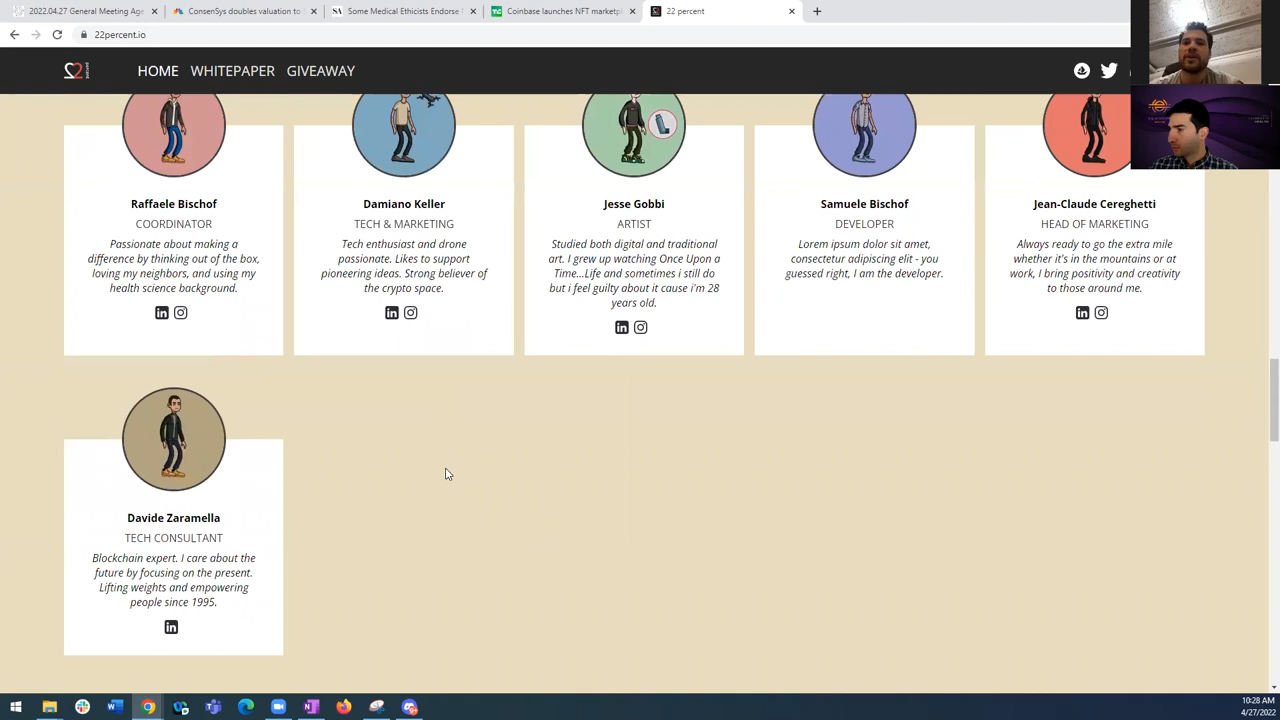 2022.04.27 General Meeting Age
ConsenSys doubles valuation to
Some Medical Ethicists Endorse
Coinbase launches NFT marketpl
22 percent
22percent.io
HOME WHITEPAPER GIVEAWAY
Raffaele Bischof
COORDINATOR
Passionate about making a
difference by thinking out of the box,
loving my neighbors, and using my
health science background.
Damiano Keller
TECH & MARKETING
Tech enthusiast and drone
passionate. Likes to support
pioneering ideas. Strong believer of
the crypto space.
Jesse Gobbi
ARTIST
Studied both digital and traditional
art. I grew up watching Once Upon a
Time...Life and sometimes i still do
but i feel guilty about it cause i'm 28
years old.
Samuele Bischof
DEVELOPER
Lorem ipsum dolor sit amet,
consectetur adipiscing elit - you
guessed right, I am the developer.
Jean-Claude Cereghetti
HEAD OF MARKETING
Always ready to go the extra mile
whether it's in the mountains or at
work, I bring positivity and creativity
to those around me.
Davide Zaramella
TECH CONSULTANT
Blockchain expert. I care about the
future by focusing on the present.
Lifting weights and empowering
people since 1995.
10:28 AM
4/27/2022